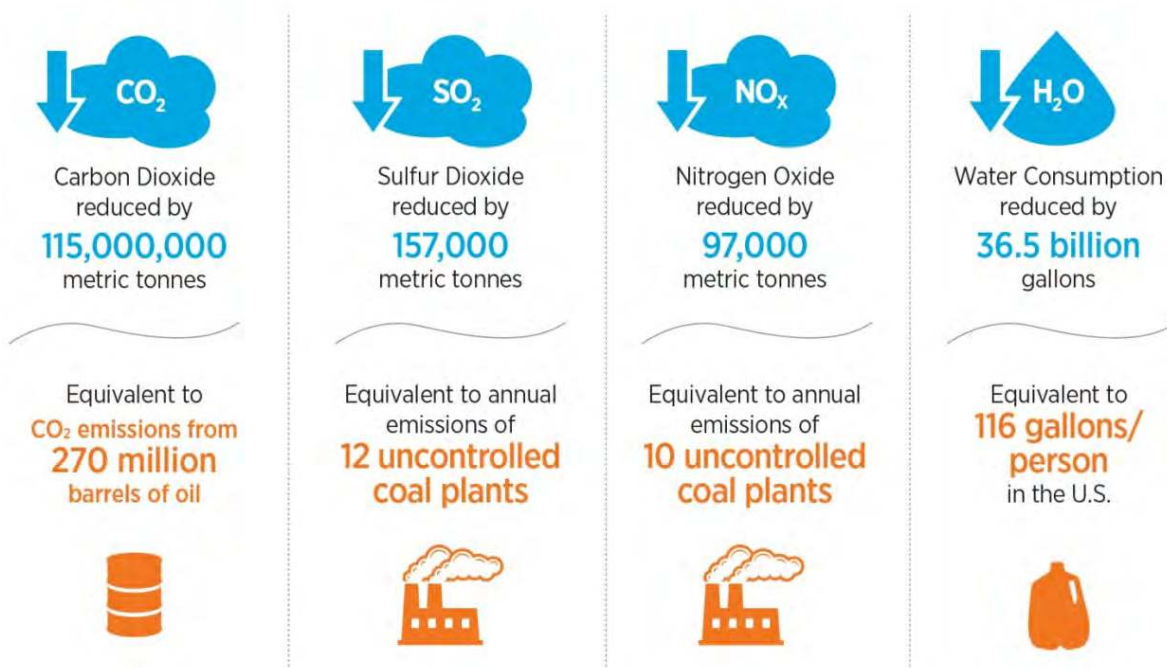 CO₂
Carbon Dioxide
reduced by
115,000,000
metric tonnes
Equivalent to
CO₂ emissions from
270 million
barrels of oil
SO₂
Sulfur Dioxide
reduced by
157,000
metric tonnes
Equivalent to annual
emissions of
12 uncontrolled
coal plants
NOₓ
Nitrogen Oxide
reduced by
97,000
metric tonnes
Equivalent to annual
emissions of
10 uncontrolled
coal plants
H₂O
Water Consumption
reduced by
36.5 billion
gallons
Equivalent to
116 gallons/
person
in the U.S.